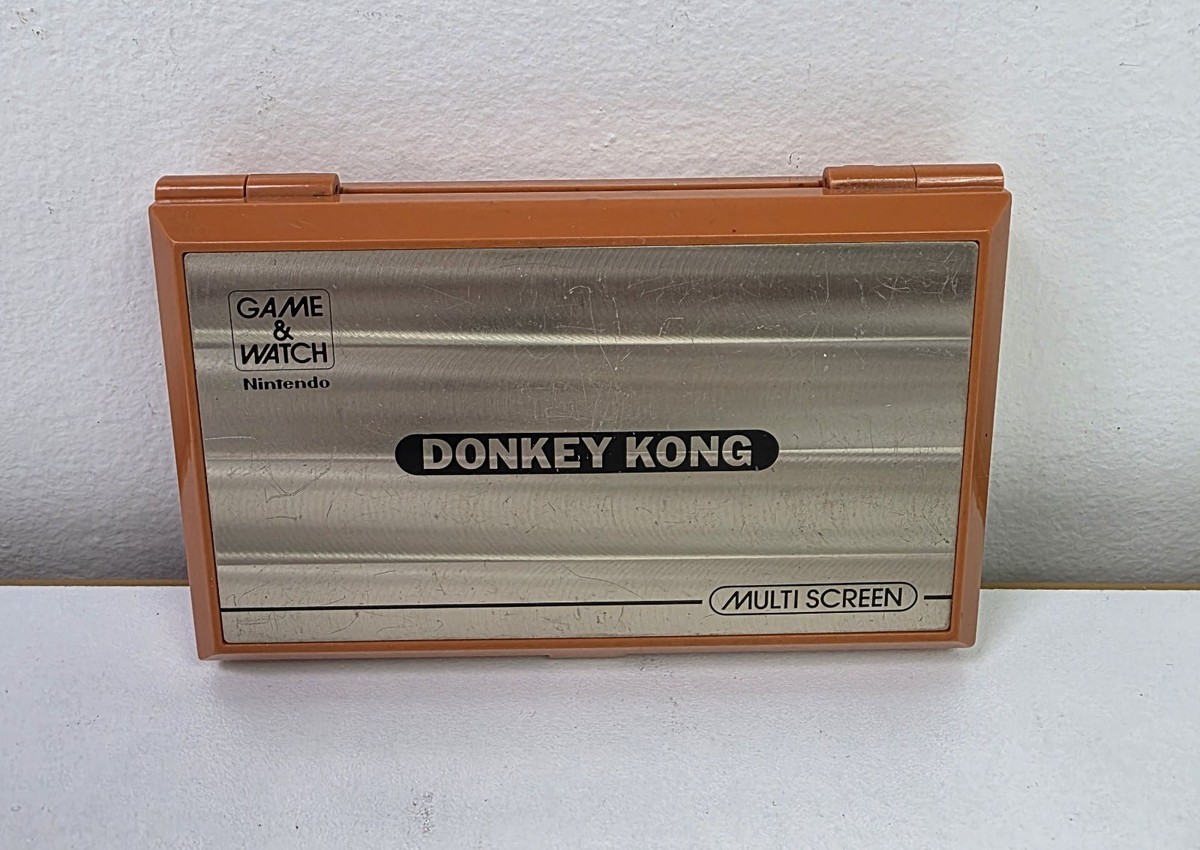 GAME
&
WATCH
Nintendo
DONKEY KONG
MULTI SCREEN